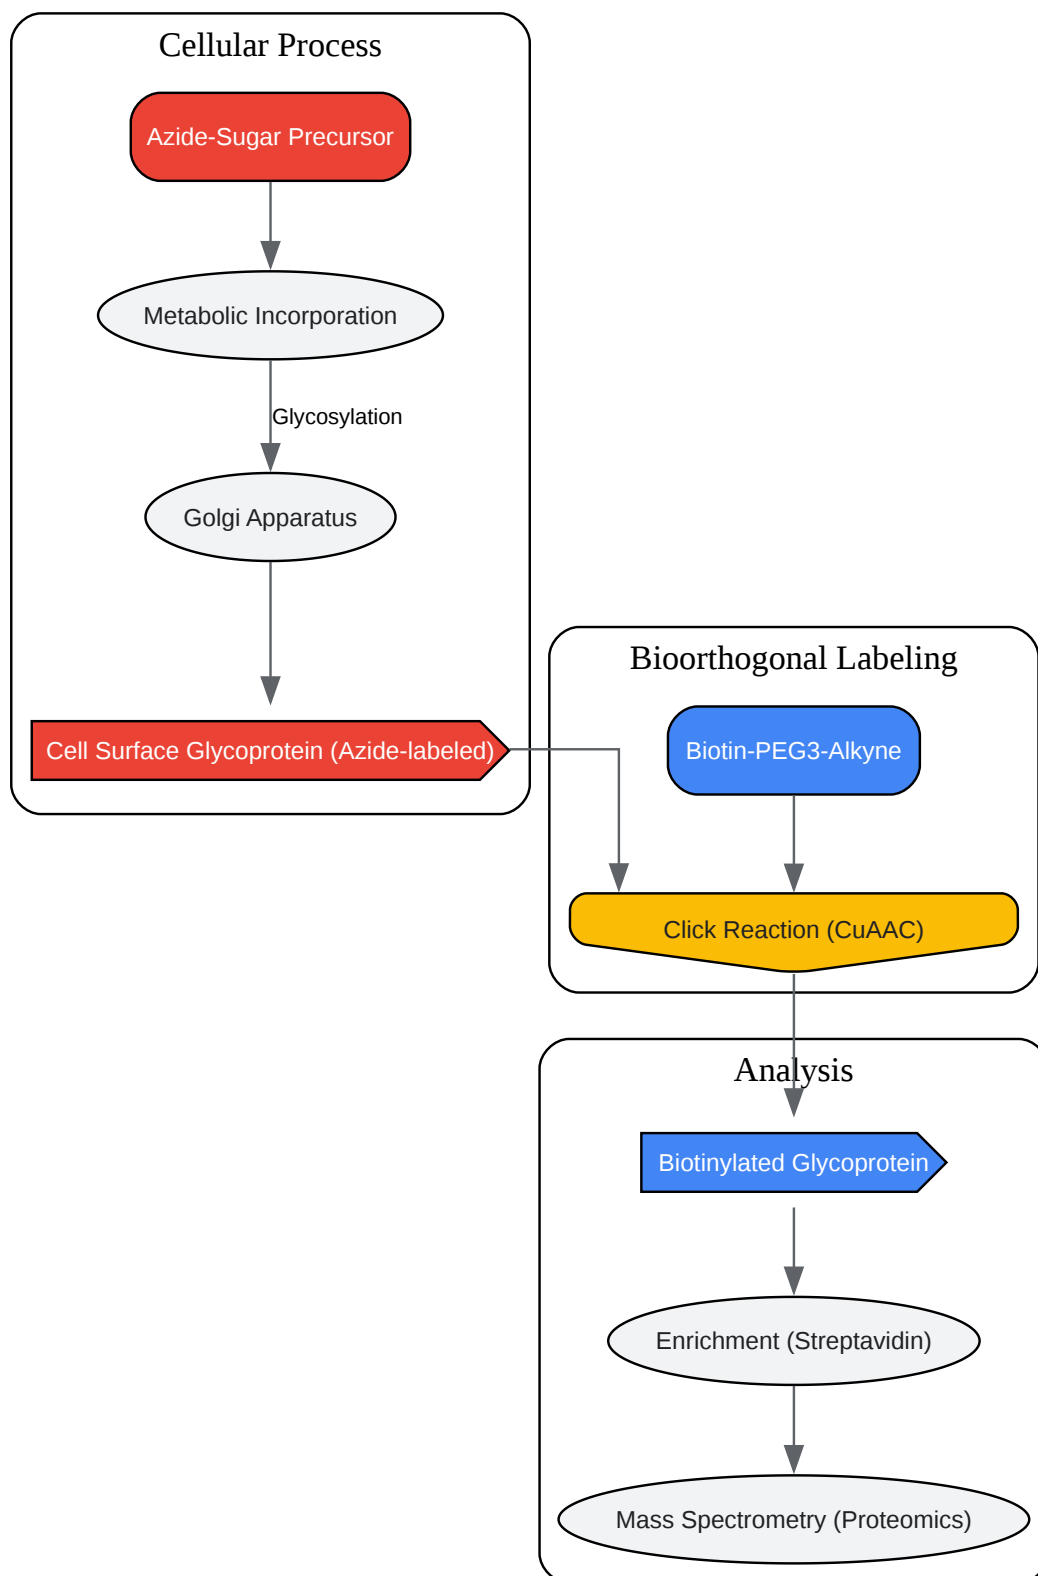 Cellular Process
Azide-Sugar Precursor
Metabolic Incorporation
Glycosylation
Golgi Apparatus
Cell Surface Glycoprotein (Azide-labeled)
Bioorthogonal Labeling
Biotin-PEG3-Alkyne
Click Reaction (CuAAC)
Analysis
Biotinylated Glycoprotein
Enrichment (Streptavidin)
Mass Spectrometry (Proteomics)